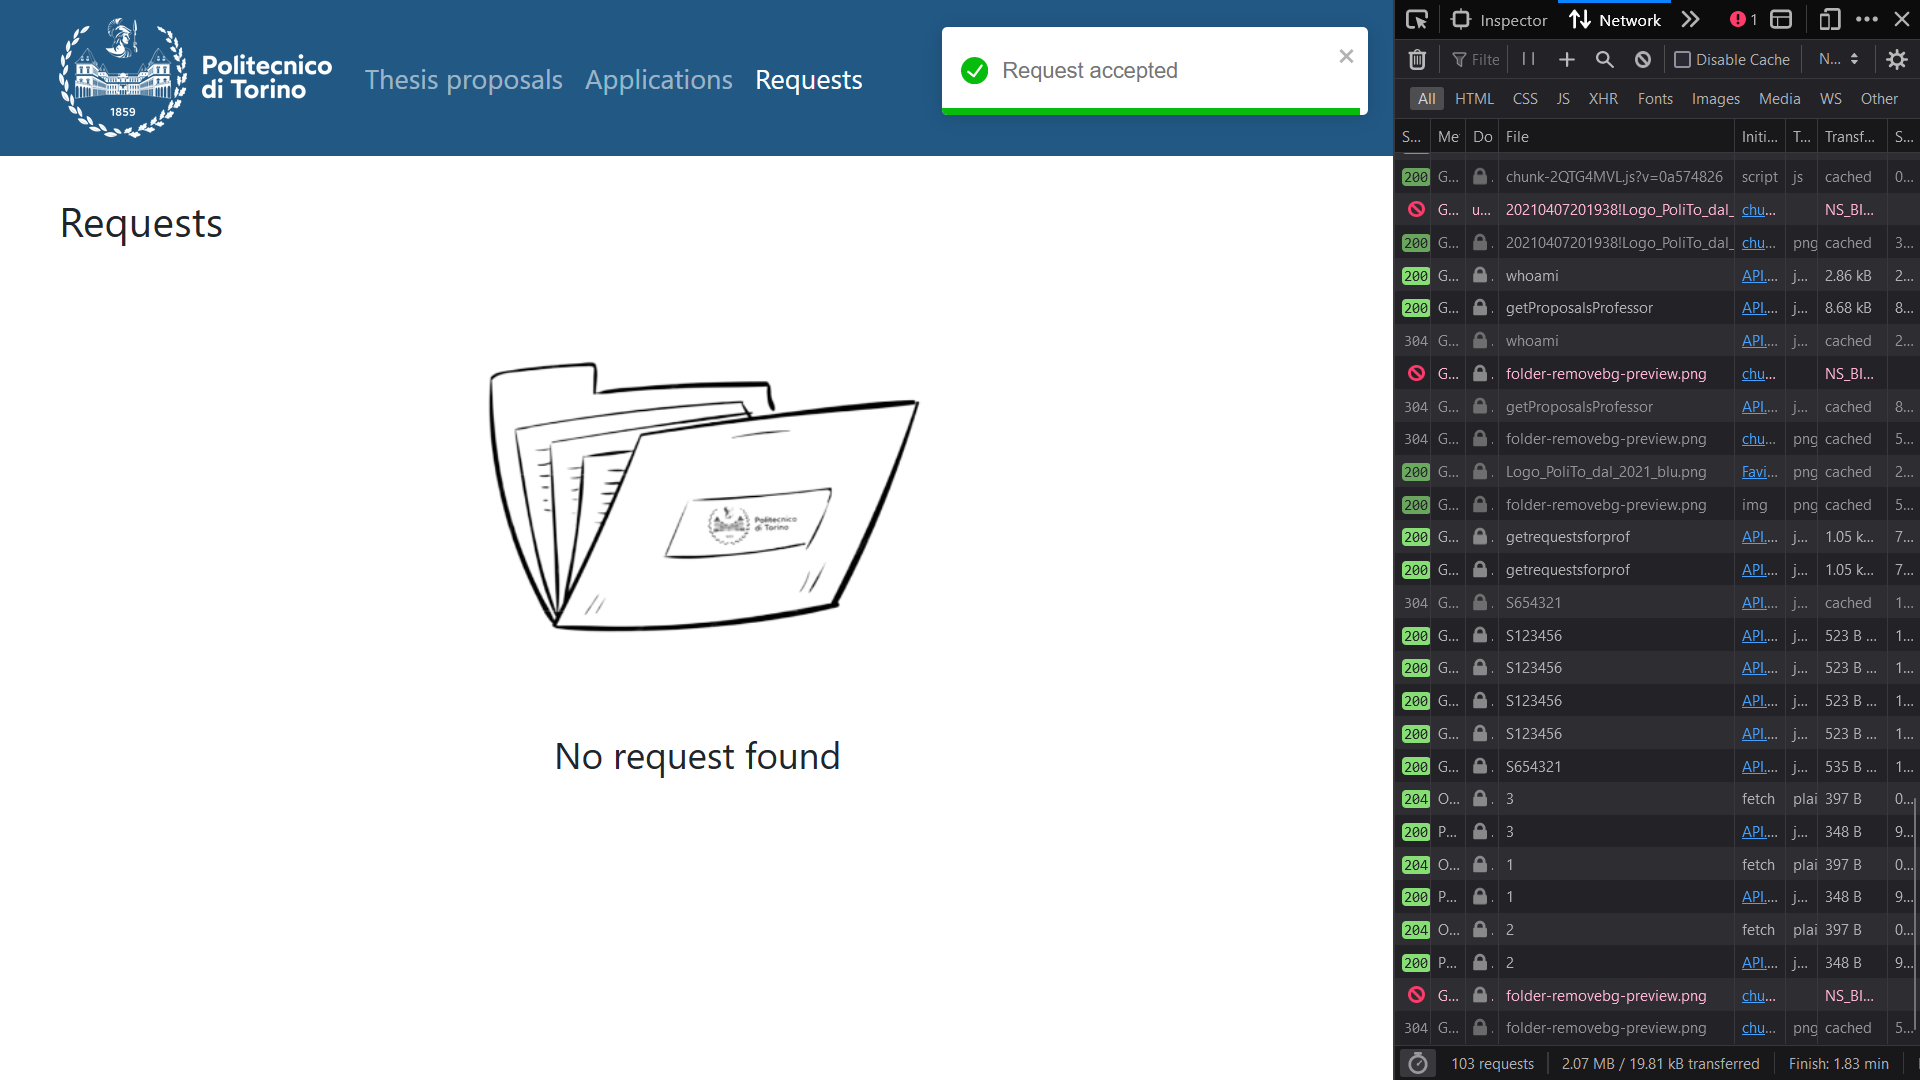 Politecnico
di Torino
1859
Thesis proposals Applications Requests
Request accepted
Requests
Politecnico
di Torino
No request found
Inspector Network 1
Filte Disable Cache N...
All HTML CSS JS XHR Fonts Images Media WS Other
S... Me Do File Initi... T... Transf... S...
200 G... chunk-2QTG4MVL.js?v=0a574826 script js cached 0...
G... u... 20210407201938!Logo_PoliTo_dal_ chu... NS_BI...
200 G... 20210407201938!Logo_PoliTo_dal_ chu... png cached 3...
200 G... whoami API.... j... 2.86 kB 2...
200 G... getProposalsProfessor API.... j... 8.68 kB 8...
304 G... whoami API.... j... cached 2...
G... folder-removebg-preview.png chu... NS_BI...
304 G... getProposalsProfessor API.... j... cached 8...
304 G... folder-removebg-preview.png chu... png cached 5...
200 G... Logo_PoliTo_dal_2021_blu.png Favi... png cached 2...
200 G... folder-removebg-preview.png img png cached 5...
200 G... getrequestsforprof API.... j... 1.05 k... 7...
200 G... getrequestsforprof API.... j... 1.05 k... 7...
304 G... S654321 API.... j... cached 1...
200 G... S123456 API.... j... 523 B ... 1...
200 G... S123456 API.... j... 523 B ... 1...
200 G... S123456 API.... j... 523 B ... 1...
200 G... S123456 API.... j... 523 B ... 1...
200 G... S654321 API.... j... 535 B ... 1...
204 O... 3 fetch plai 397 B 0...
200 P... 3 API.... j... 348 B 9...
204 O... 1 fetch plai 397 B 0...
200 P... 1 API.... j... 348 B 9...
204 O... 2 fetch plai 397 B 0...
200 P... 2 API.... j... 348 B 9...
G... folder-removebg-preview.png chu... NS_BI...
304 G... folder-removebg-preview.png chu... png cached 5...
103 requests 2.07 MB / 19.81 kB transferred Finish: 1.83 min